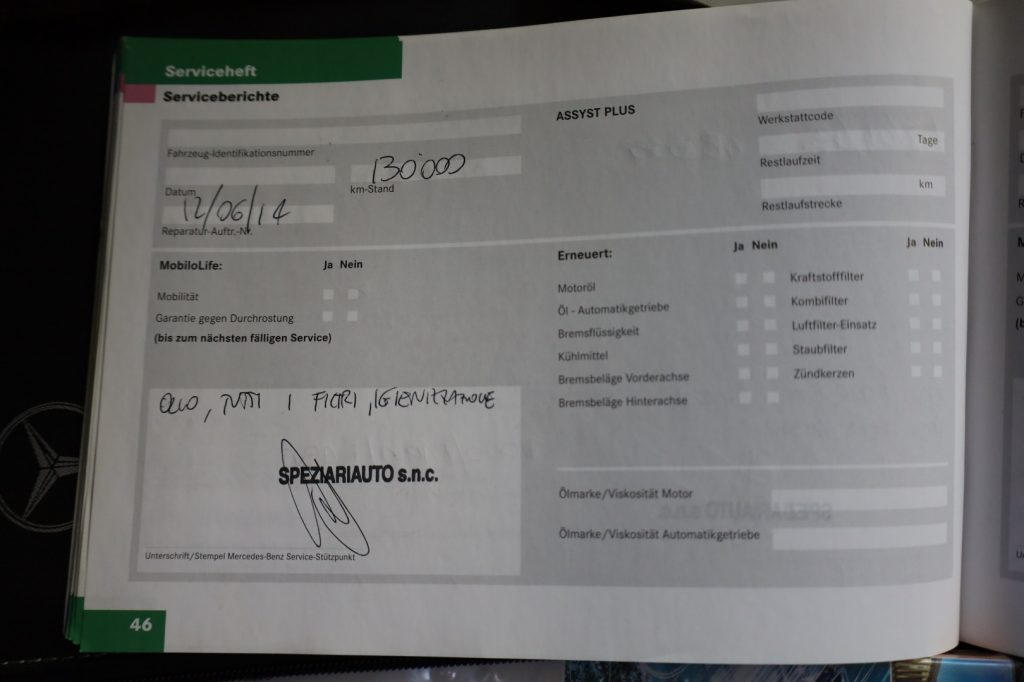 Serviceheft
Serviceberichte
Fahrzeug-Identifikationsnummer
Datum
12/06/14
Reparatur-Auftr.-Nr.
130'000
km-Stand
ASSYST PLUS
Werkstattcode
Tage
Restlaufzeit
km
Restlaufstrecke
MobiloLife: Ja Nein
Mobilität
Garantie gegen Durchrostung
(bis zum nächsten fälligen Service)
OLIO, TUTTI I FILTRI, IGIENIZZAZIONE
SPEZIARIAUTO s.n.c.
Unterschrift/Stempel Mercedes-Benz Service-Stützpunkt
Erneuert: Ja Nein Ja Nein
Motoröl Kraftstofffilter
Öl - Automatikgetriebe Kombifilter
Bremsflüssigkeit Luftfilter-Einsatz
Kühlmittel Staubfilter
Bremsbeläge Vorderachse Zündkerzen
Bremsbeläge Hinterachse
Ölmarke/Viskosität Motor
Ölmarke/Viskosität Automatikgetriebe
46